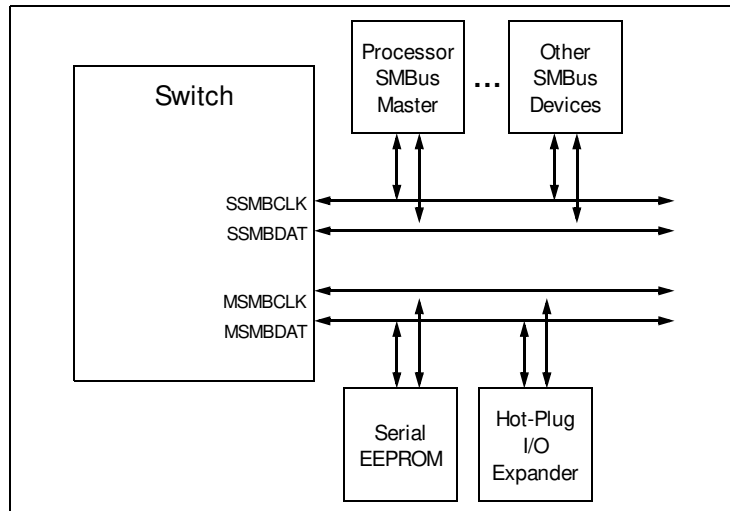 Processor
SMBus
Master
...
Other
SMBus
Devices
Switch
SSMBCLK
SSMBDAT
MSMBCLK
MSMBDAT
Serial
EEPROM
Hot-Plug
I/O
Expander